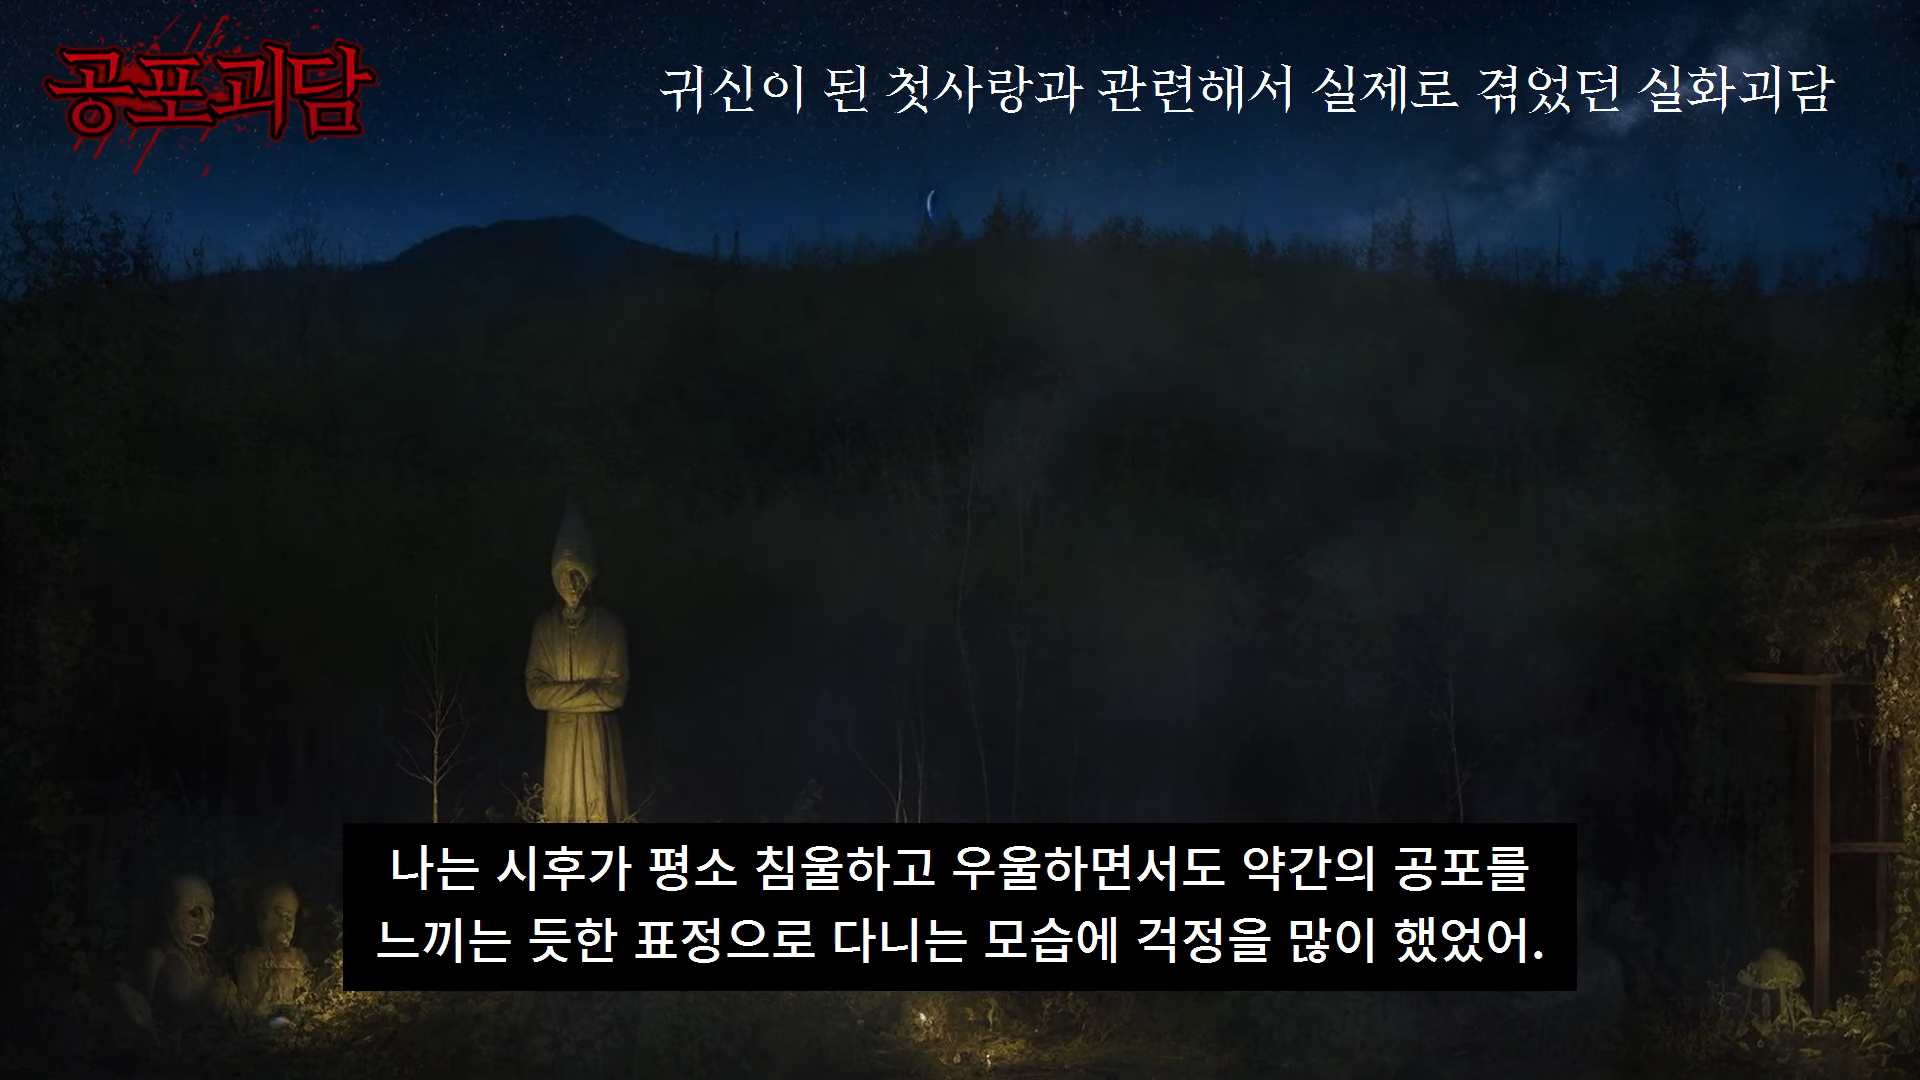 공포괴담
귀신이 된 첫사랑과 관련해서 실제로 겪었던 실화괴담
나는 시후가 평소 침울하고 우울하면서도 약간의 공포를
느끼는 듯한 표정으로 다니는 모습에 걱정을 많이 했었어.